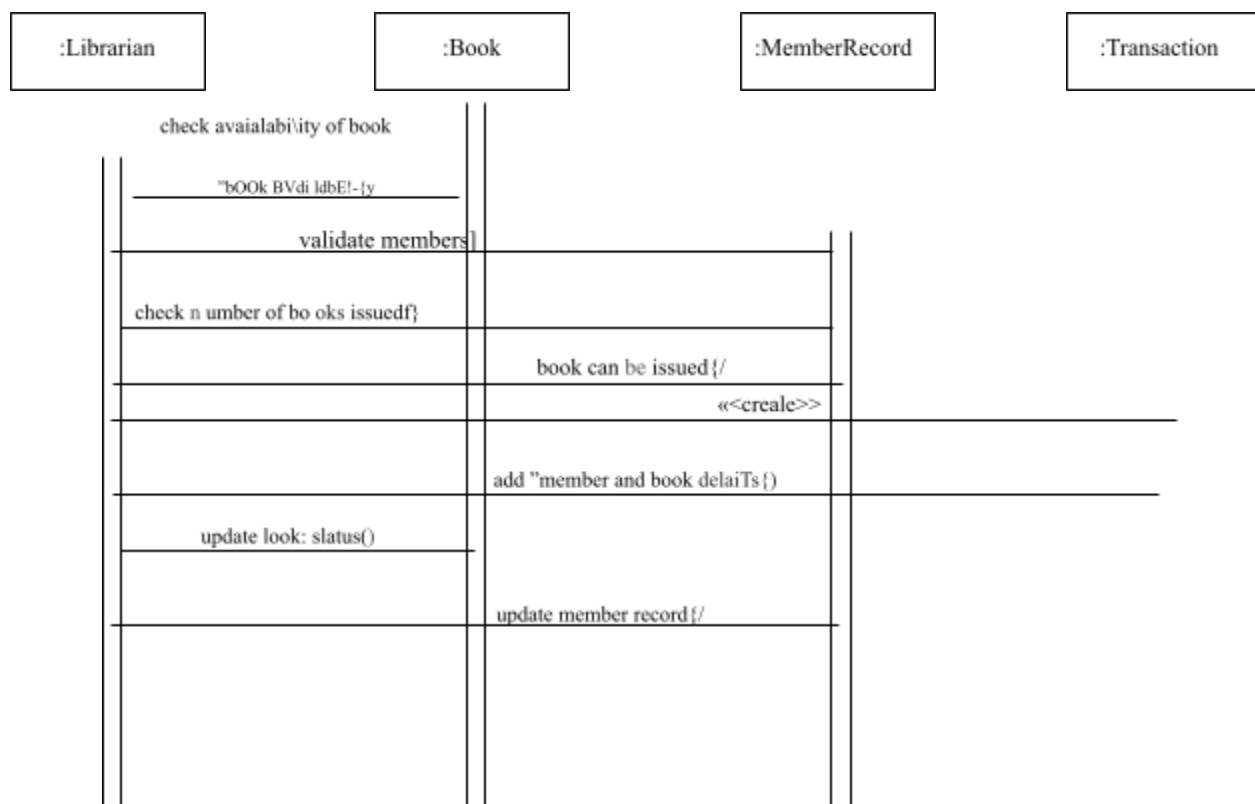 :Librarian
:Book
:MemberRecord
:Transaction
check avaialabi\ity of book
"bOOk BVdi ldbE!-{y
validate members]
check n umber of bo oks issuedf}
book can be issued{/
«<creale>>
add ”member and book delaiTs{)
update look: slatus()
update member record{/